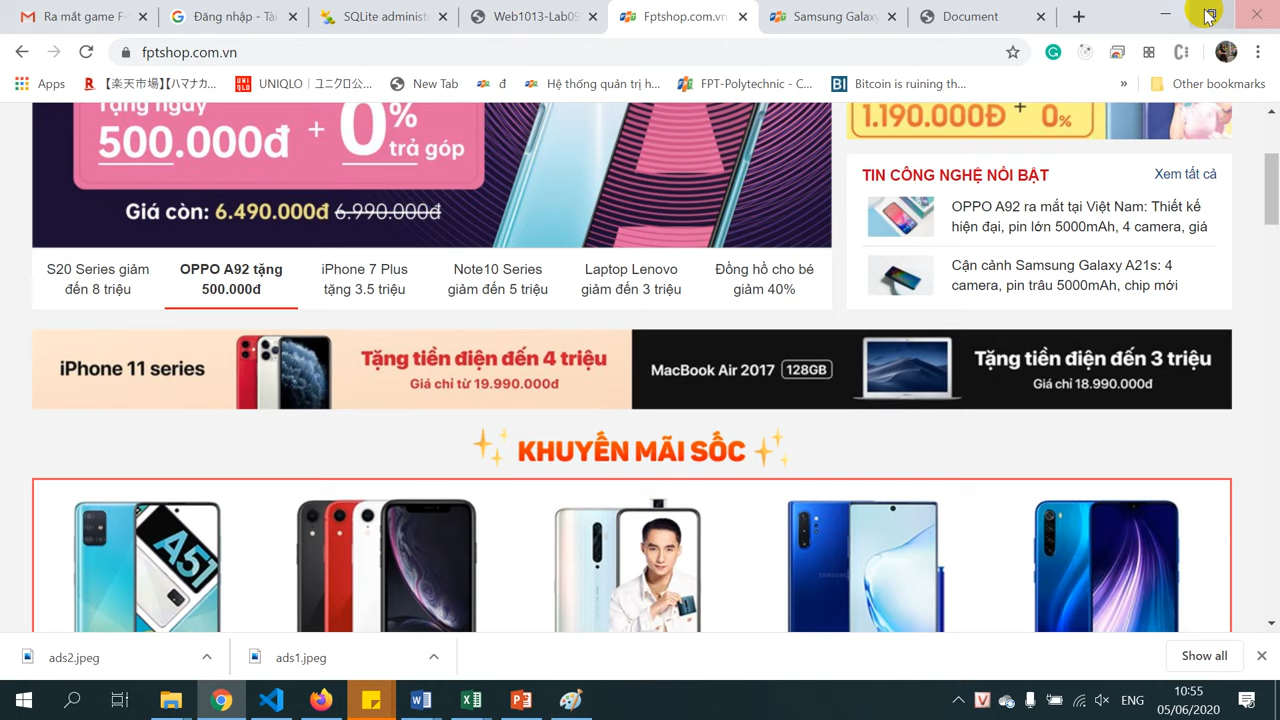 Ra mắt game F
Đăng nhập - Tài
SQLite administ
Web1013-Lab09
Fptshop.com.vn
Samsung Galax
Document
fptshop.com.vn
Apps
【楽天市場】【ハマナカ...
UNIQLO｜ユニクロ公...
New Tab
đ
Hệ thống quản trị h...
FPT-Polytechnic - C...
BI
Bitcoin is ruining th...
»
Other bookmarks
Tặng ngay
500.000đ + 0% trả góp
Giá còn: 6.490.000đ 6.990.000đ
1.190.000Đ + 0%
TIN CÔNG NGHỆ NỔI BẬT
Xem tất cả
OPPO A92 ra mắt tại Việt Nam: Thiết kế
hiện đại, pin lớn 5000mAh, 4 camera, giá
Cận cảnh Samsung Galaxy A21s: 4
camera, pin trâu 5000mAh, chip mới
S20 Series giảm
đến 8 triệu
OPPO A92 tặng
500.000đ
iPhone 7 Plus
tặng 3.5 triệu
Note10 Series
giảm đến 5 triệu
Laptop Lenovo
giảm đến 3 triệu
Đồng hồ cho bé
giảm 40%
iPhone 11 series
Tặng tiền điện đến 4 triệu
Giá chỉ từ 19.990.000đ
MacBook Air 2017 128GB
Tặng tiền điện đến 3 triệu
Giá chỉ 18.990.000đ
KHUYẾN MÃI SỐC
A51
SAMSUNG
ads2.jpeg
ads1.jpeg
Show all
ENG
10:55
05/06/2020